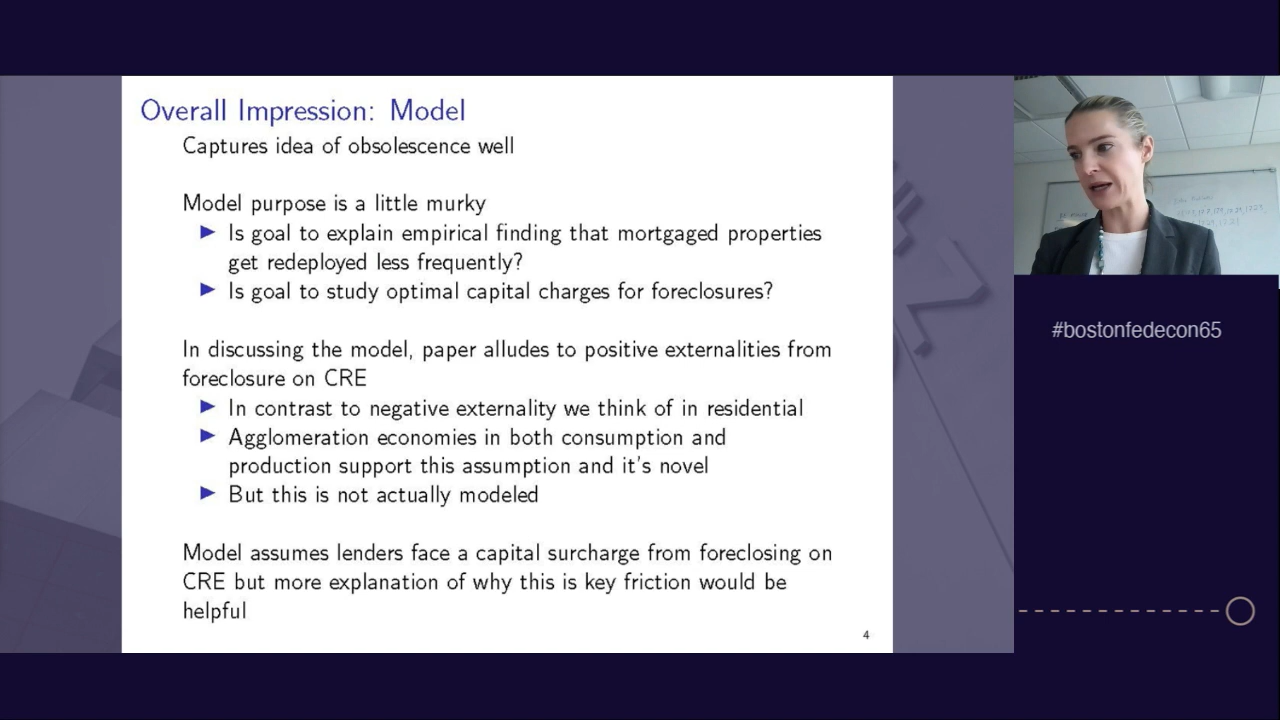 Overall Impression: Model
Captures idea of obsolescence well
Model purpose is a little murky
Is goal to explain empirical finding that mortgaged properties
get redeployed less frequently?
Is goal to study optimal capital charges for foreclosures?
In discussing the model, paper alludes to positive externalities from
foreclosure on CRE
In contrast to negative externality we think of in residential
Agglomeration economies in both consumption and
production support this assumption and it's novel
But this is not actually modeled
Model assumes lenders face a capital surcharge from foreclosing on
CRE but more explanation of why this is key friction would be
helpful
4
#bostonfedecon65